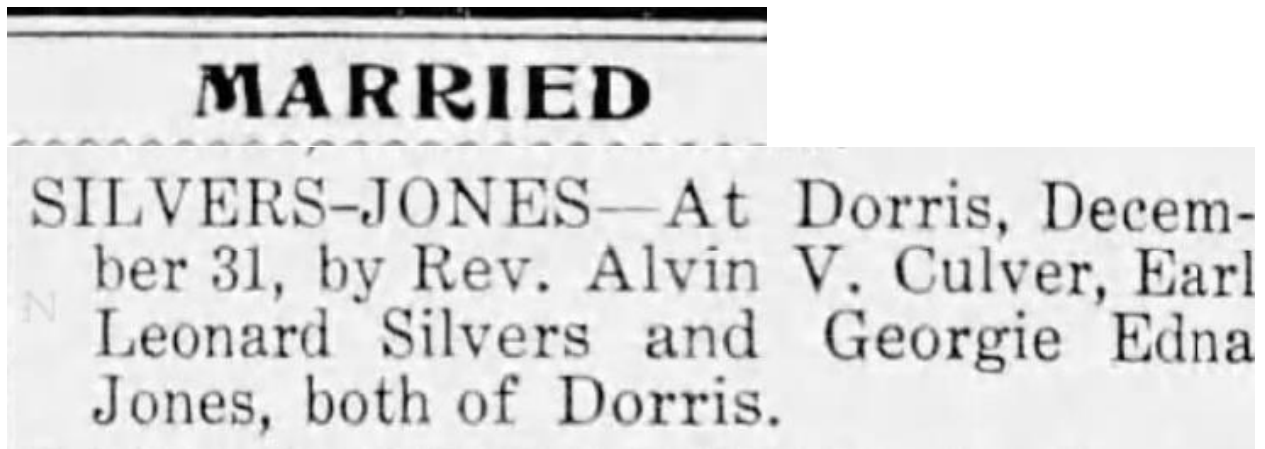 MARRIED
SILVERS-JONES—At Dorris, Decem-
ber 31, by Rev. Alvin V. Culver, Earl
Leonard Silvers and Georgie Edna
Jones, both of Dorris.